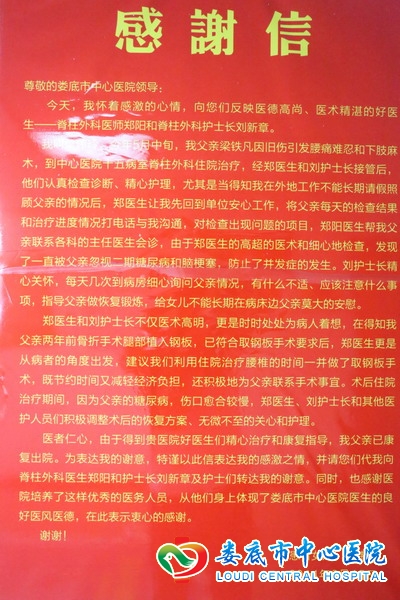 感謝信
尊敬的娄底市中心医院领导：
今天，我怀着感激的心情，向您们反映医德高尚、医术精湛的好医
生——脊柱外科医师郑阳和脊柱外科护士长刘新章。
月中旬，我父亲梁铁凡因旧伤引发腰痛难忍和下肢麻
木，到中心医院十五病室脊柱外科住院治疗，经郑医生和刘护士长接管后，
他们认真检查诊断、精心护理，尤其是当得知我在外地工作不能长期请假照
顾父亲的情况后，郑医生让我先回到单位安心工作，将父亲每天的检查结果
和治疗进度情况打电话与我沟通，对检查出现问题的项目，郑阳医生帮我父
亲联系各科的主任医生会诊，由于郑医生的高超的医术和细心地检查，发现
了一直被父亲忽视二期糖尿病和脑梗塞，防止了并发症的发生。刘护士长精
心关怀，每天几次到病房细心询问父亲情况，有什么不适、应该注意什么事
项，指导父亲做恢复锻炼，给女儿不能长期在病床边父亲莫大的安慰。
郑医生和刘护士长不仅医术高明，更是时时处处为病人着想，在得知我
父亲两年前骨折手术腿部植入钢板，已符合取钢板手术要求后，郑医生更是
从病者的角度出发，建议我们利用住院治疗腰椎的时间一并做了取钢板手
术，既节约时间又减轻经济负担，还积极地为父亲联系手术事宜。术后住院
治疗期间，因为父亲的糖尿病，伤口愈合较慢，郑医生、刘护士长和其他医
护人员们积极调整术后的恢复方案、无微不至的关心和护理。
医者仁心，由于得到贵医院好医生们精心治疗和康复指导，我父亲已康
复出院。为表达我的谢意，特谨以此信表达我的感激之情，并请您们代我向
脊柱外科医生郑阳和护士长刘新章及护士们转达我的谢意。同时，也感谢医
院培养了这样优秀的医务人员，从他们身上体现了娄底市中心医院医生的良
好医风医德，在此表示衷心的感谢。
谢谢！
娄底市中心医院
LOUDI CENTRAL HOSPITAL